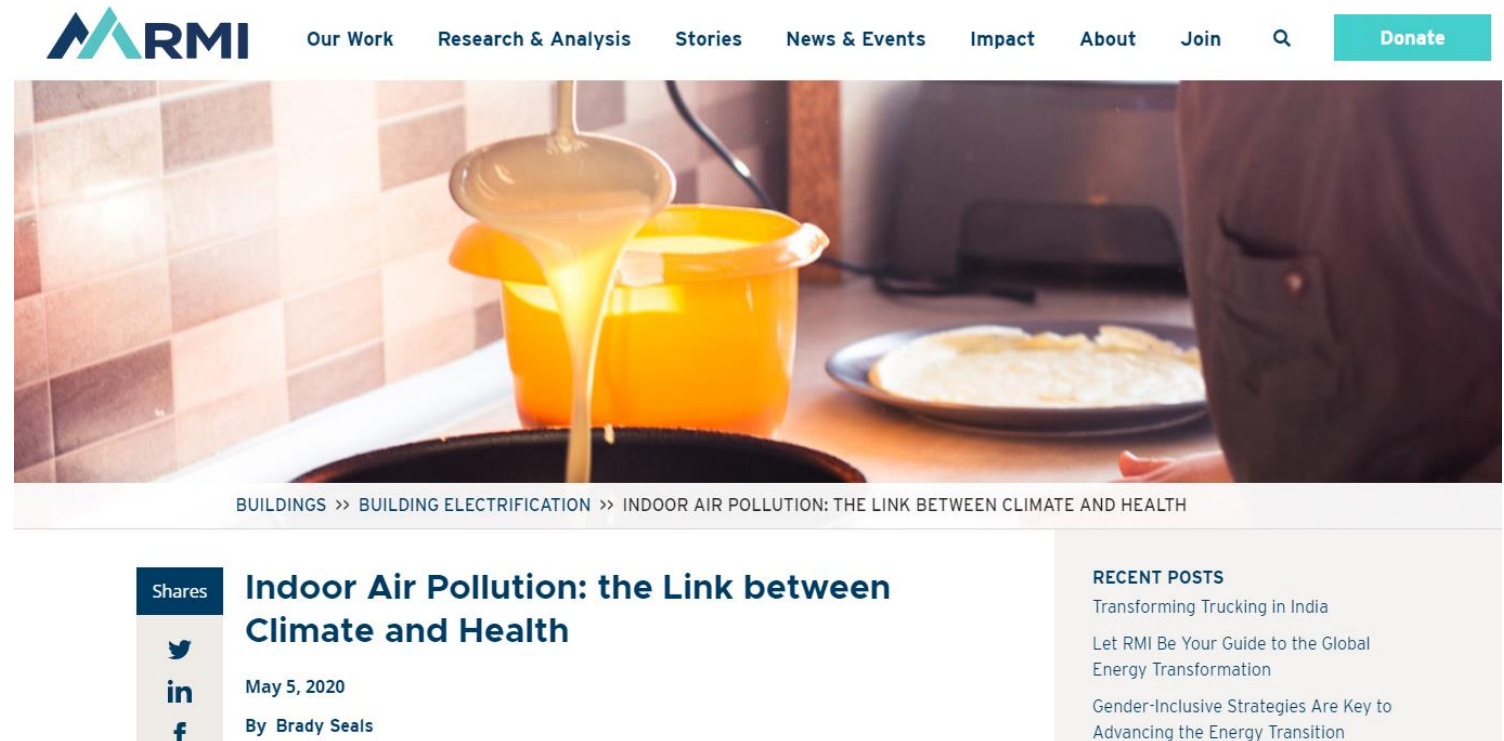 RMI
Our Work Research & Analysis Stories News & Events Impact About Join Donate
BUILDINGS >> BUILDING ELECTRIFICATION >> INDOOR AIR POLLUTION: THE LINK BETWEEN CLIMATE AND HEALTH
Shares
Indoor Air Pollution: the Link between
Climate and Health
May 5, 2020
By Brady Seals
RECENT POSTS
Transforming Trucking in India
Let RMI Be Your Guide to the Global
Energy Transformation
Gender-Inclusive Strategies Are Key to
Advancing the Energy Transition